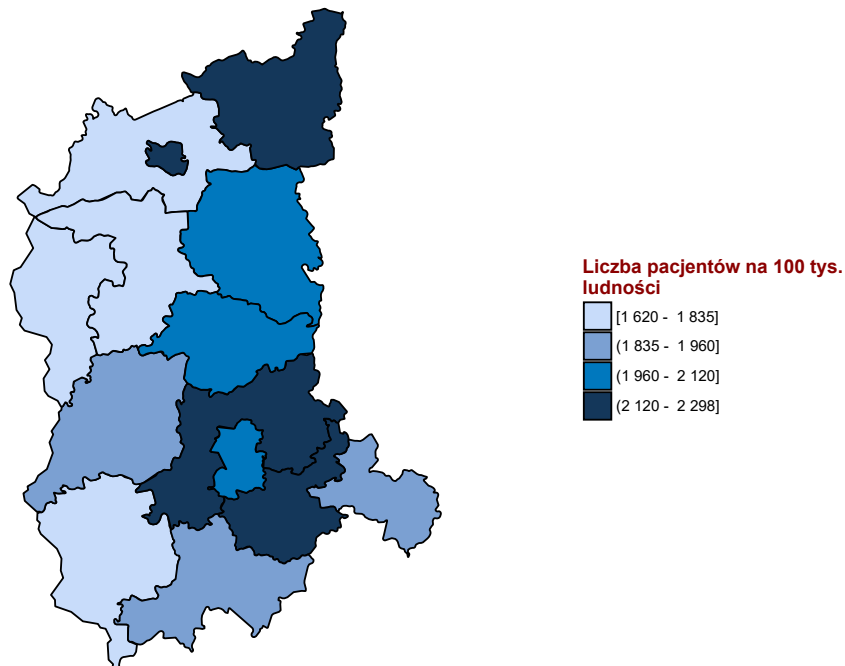 Liczba pacjentów na 100 tys.
ludności
[1 620 - 1 835]
(1 835 - 1 960]
(1 960 - 2 120]
(2 120 - 2 298]